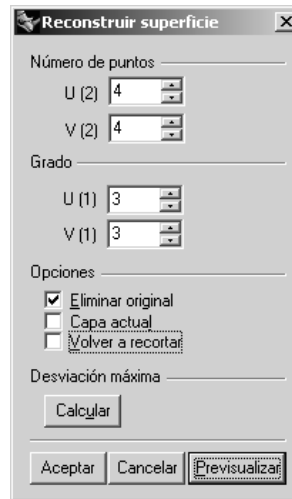 Reconstruir superficie
Número de puntos
U (2) 4
V (2) 4
Grado
U (1) 3
V (1) 3
Opciones
Eliminar original
Capa actual
Volver a recortar
Desviación máxima
Calcular
Aceptar Cancelar Previsualizar